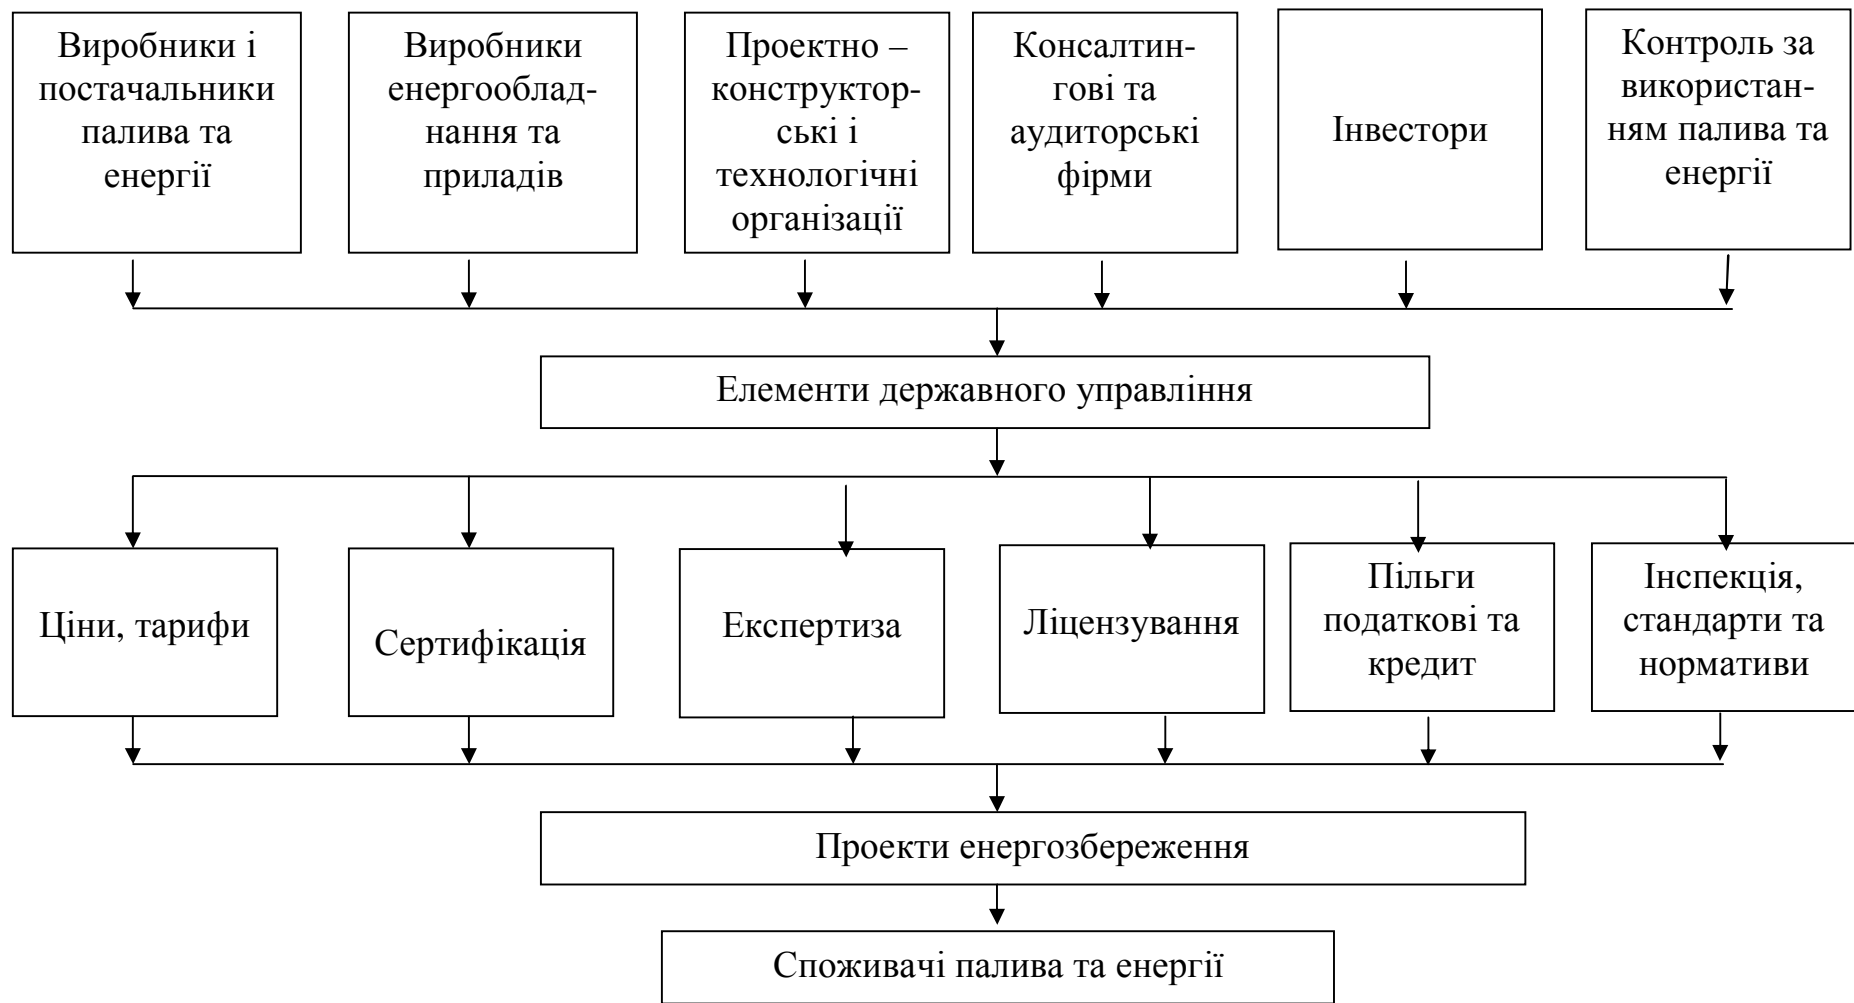 Виробники і
постачальники
палива та
енергії
Виробники
енергооблад-
нання та
приладів
Проектно –
конструктор-
ські і
технологічні
організації
Консалтин-
гові та
аудиторські
фірми
Інвестори
Контроль за
використан-
ням палива та
енергії
Елементи державного управління
Ціни, тарифи
Сертифікація
Експертиза
Ліцензування
Пільги
податкові та
кредит
Інспекція,
стандарти та
нормативи
Проекти енергозбереження
Споживачі палива та енергії